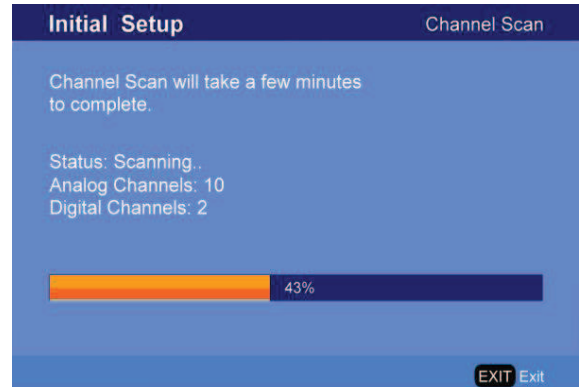 Initial Setup
Channel Scan
Channel Scan will take a few minutes
to complete.
Status: Scanning..
Analog Channels: 10
Digital Channels: 2
43%
EXIT Exit